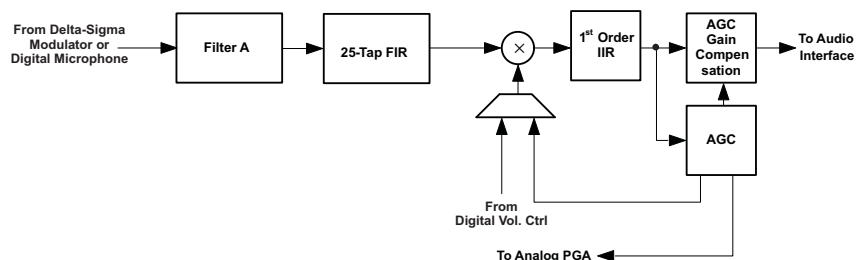 From Delta-Sigma
Modulator or
Digital Microphone
Filter A
25-Tap FIR
×
1st Order
IIR
AGC
Gain
Compen
sation
To Audio
Interface
AGC
From
Digital Vol. Ctrl
To Analog PGA